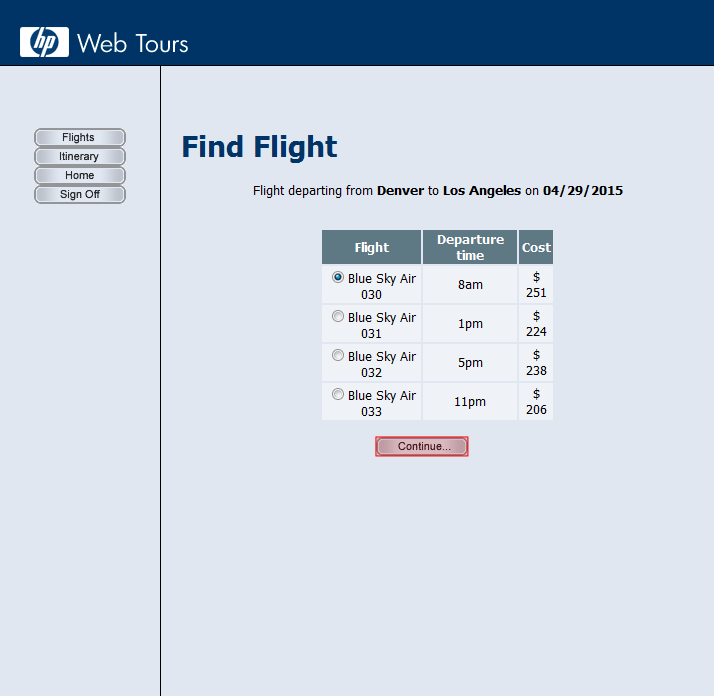 hp Web Tours
Flights
Itinerary
Home
Sign Off
Find Flight
Flight departing from Denver to Los Angeles on 04/29/2015
Flight
Departure
time
Cost
Blue Sky Air
030
8am
$
251
Blue Sky Air
031
1pm
$
224
Blue Sky Air
032
5pm
$
238
Blue Sky Air
033
11pm
$
206
Continue...